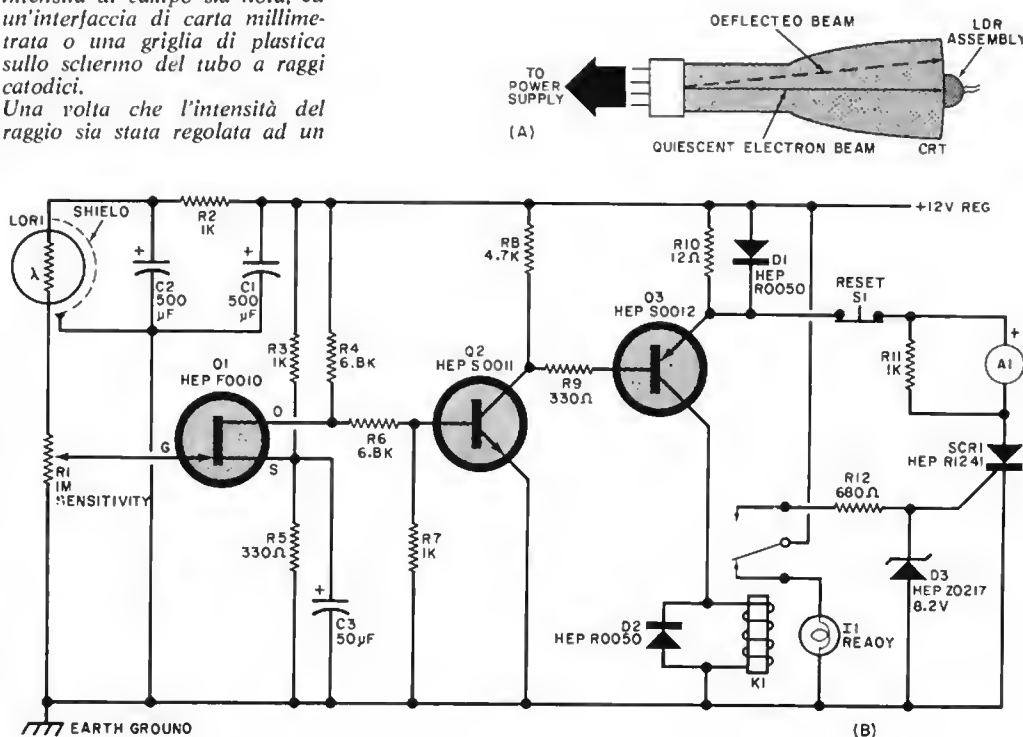 intensità di campo sia nota, su
un'interfaccia di carta millime-
trata o una griglia di plastica
sullo schermo del tubo a raggi
catodici.
Una volta che l'intensità del
raggio sia stata regolata ad un
DEFLECTEO BEAM
LDR
ASSEMBLY
TO
POWER
SUPPLY
(A)
QUIESCENT ELECTRON BEAM
CRT
LOR1
SHIELO
λ
R2
1K
+12V REG
+
C2
500
µF
+
C1
500
µF
R3
1K
R4
6.8K
R8
4.7K
R10
12Ω
D1
HEP
R0050
RESET
S1
R11
1K
+
A1
Q1
HEP F0010
O
G
S
R6
6.8K
Q2
HEP S0011
R9
330Ω
Q3
HEP S0012
SCR1
HEP R1241
R1
1M
SENSITIVITY
R5
330Ω
+
C3
50µF
R7
1K
R12
680Ω
D3
HEP Z0217
8.2V
D2
HEP R0050
K1
I1
REAOY
EARTH GROUND
(B)